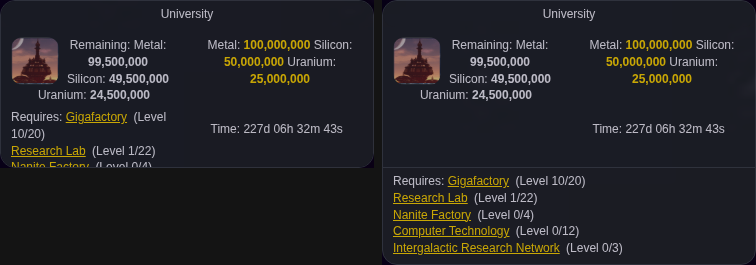 University
Remaining: Metal:
99,500,000
Silicon: 49,500,000
Uranium: 24,500,000
Metal: 100,000,000 Silicon:
50,000,000 Uranium:
25,000,000
Requires: Gigafactory (Level
10/20)
Research Lab (Level 1/22)
Nanite Factory (Level 0/4)
Time: 227d 06h 32m 43s
University
Remaining: Metal:
99,500,000
Silicon: 49,500,000
Uranium: 24,500,000
Metal: 100,000,000 Silicon:
50,000,000 Uranium:
25,000,000
Time: 227d 06h 32m 43s
Requires: Gigafactory (Level 10/20)
Research Lab (Level 1/22)
Nanite Factory (Level 0/4)
Computer Technology (Level 0/12)
Intergalactic Research Network (Level 0/3)